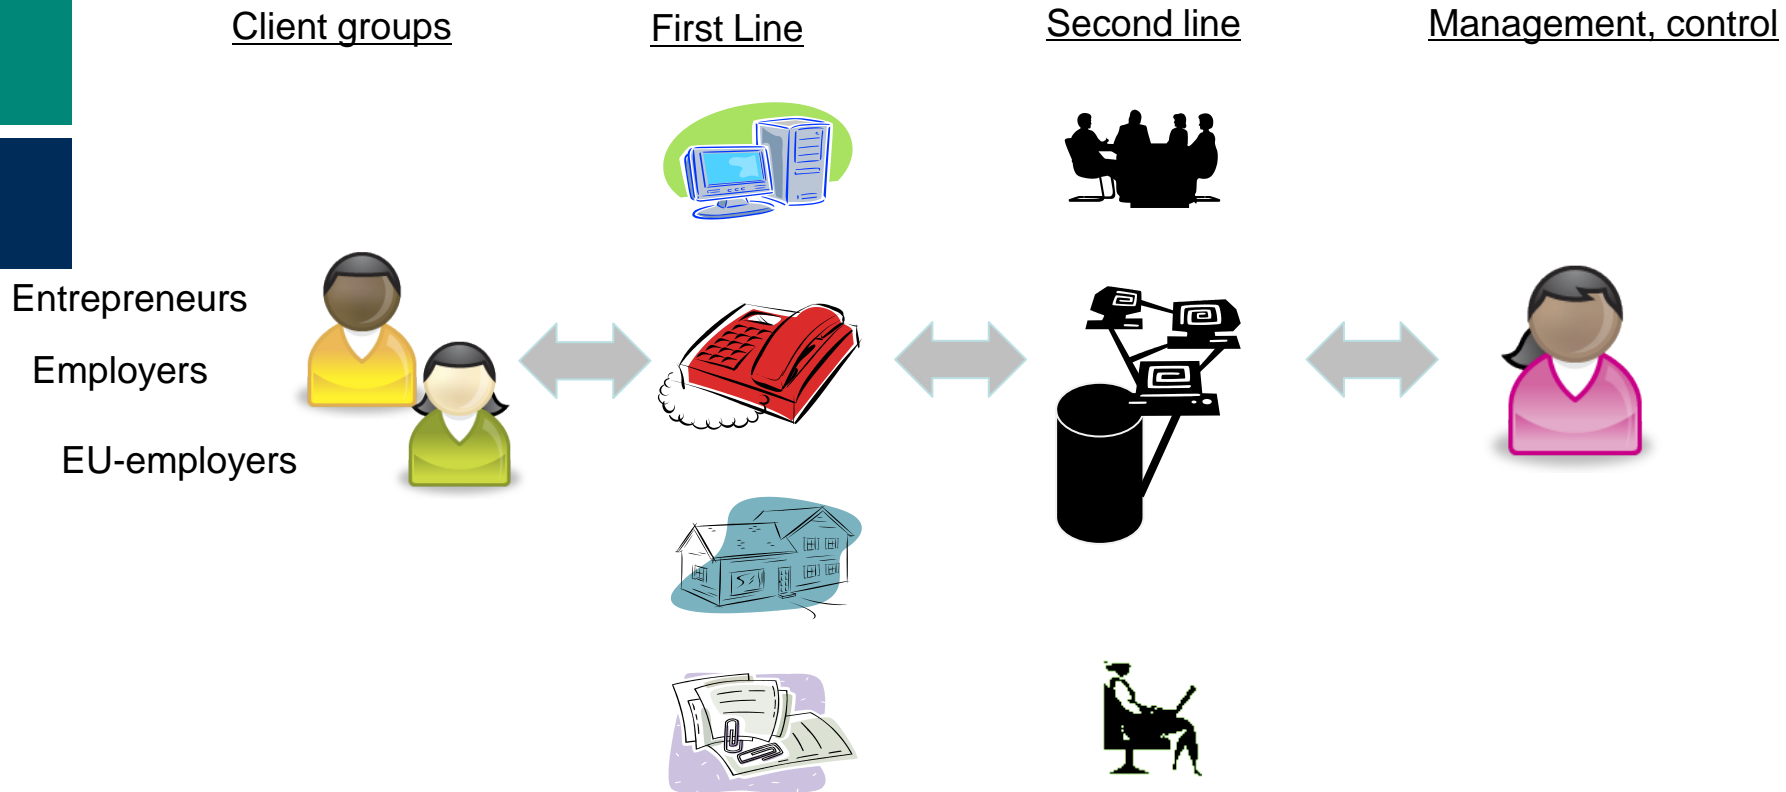 Client groups
First Line
Second line
Management, control
Entrepreneurs
Employers
EU-employers